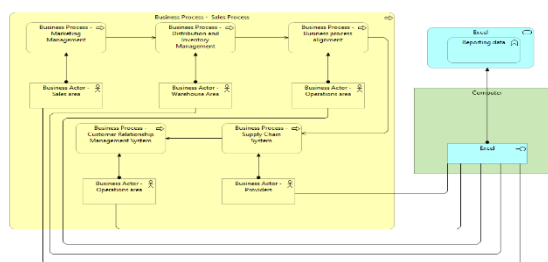 Business Process - Sales Process
Business Process -
Marketing
Management
Business Process -
Distribution and
Inventory
Management
Business Process -
Business process
alignment
Excel
Reporting data
Business Actor -
Sales area
Business Actor -
Warehouse Area
Business Actor -
Operations area
Computer
Business Process -
Customer Relationship
Management System
Business Process -
Supply Chain
System
Excel
Business Actor -
Operations area
Business Actor -
Providers